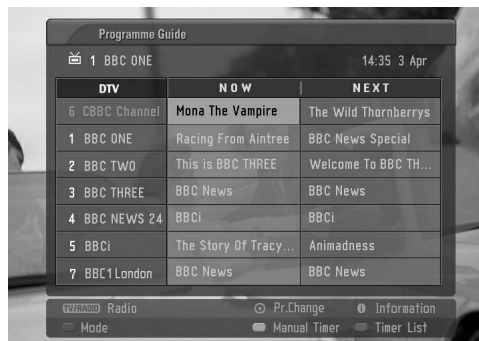 Programme Guide
1 BBC ONE 14:35 3 Apr
DTV NOW NEXT
6 CBBC Channel Mona The Vampire The Wild Thornberrys
1 BBC ONE Racing From Aintree BBC News Special
2 BBC TWO This is BBC THREE Welcome To BBC TH...
3 BBC THREE BBC News BBC News
4 BBC NEWS 24 BBCi BBCi
5 BBCi The Story Of Tracy... Animadness
7 BBC1 London BBC News BBC News
TV/RADIO Radio Pr.Change i Information
Mode Manual Timer Timer List